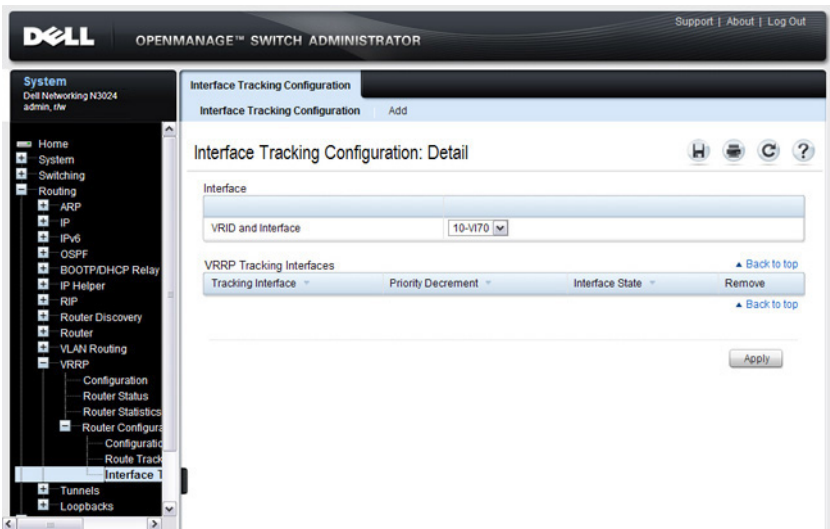 Support | About | Log Out
DELL
OPENMANAGE™ SWITCH ADMINISTRATOR
System
Dell Networking N3024
admin, r/w
Home
System
Switching
Routing
ARP
IP
IPv6
OSPF
BOOTP/DHCP Relay
IP Helper
RIP
Router Discovery
Router
VLAN Routing
VRRP
Configuration
Router Status
Router Statistics
Router Configura
Configuratio
Route Track
Interface T
Tunnels
Loopbacks
Interface Tracking Configuration
Interface Tracking Configuration Add
Interface Tracking Configuration: Detail
Interface
VRID and Interface 10-Vl70
VRRP Tracking Interfaces Back to top
Tracking Interface Priority Decrement Interface State Remove
Back to top
Apply